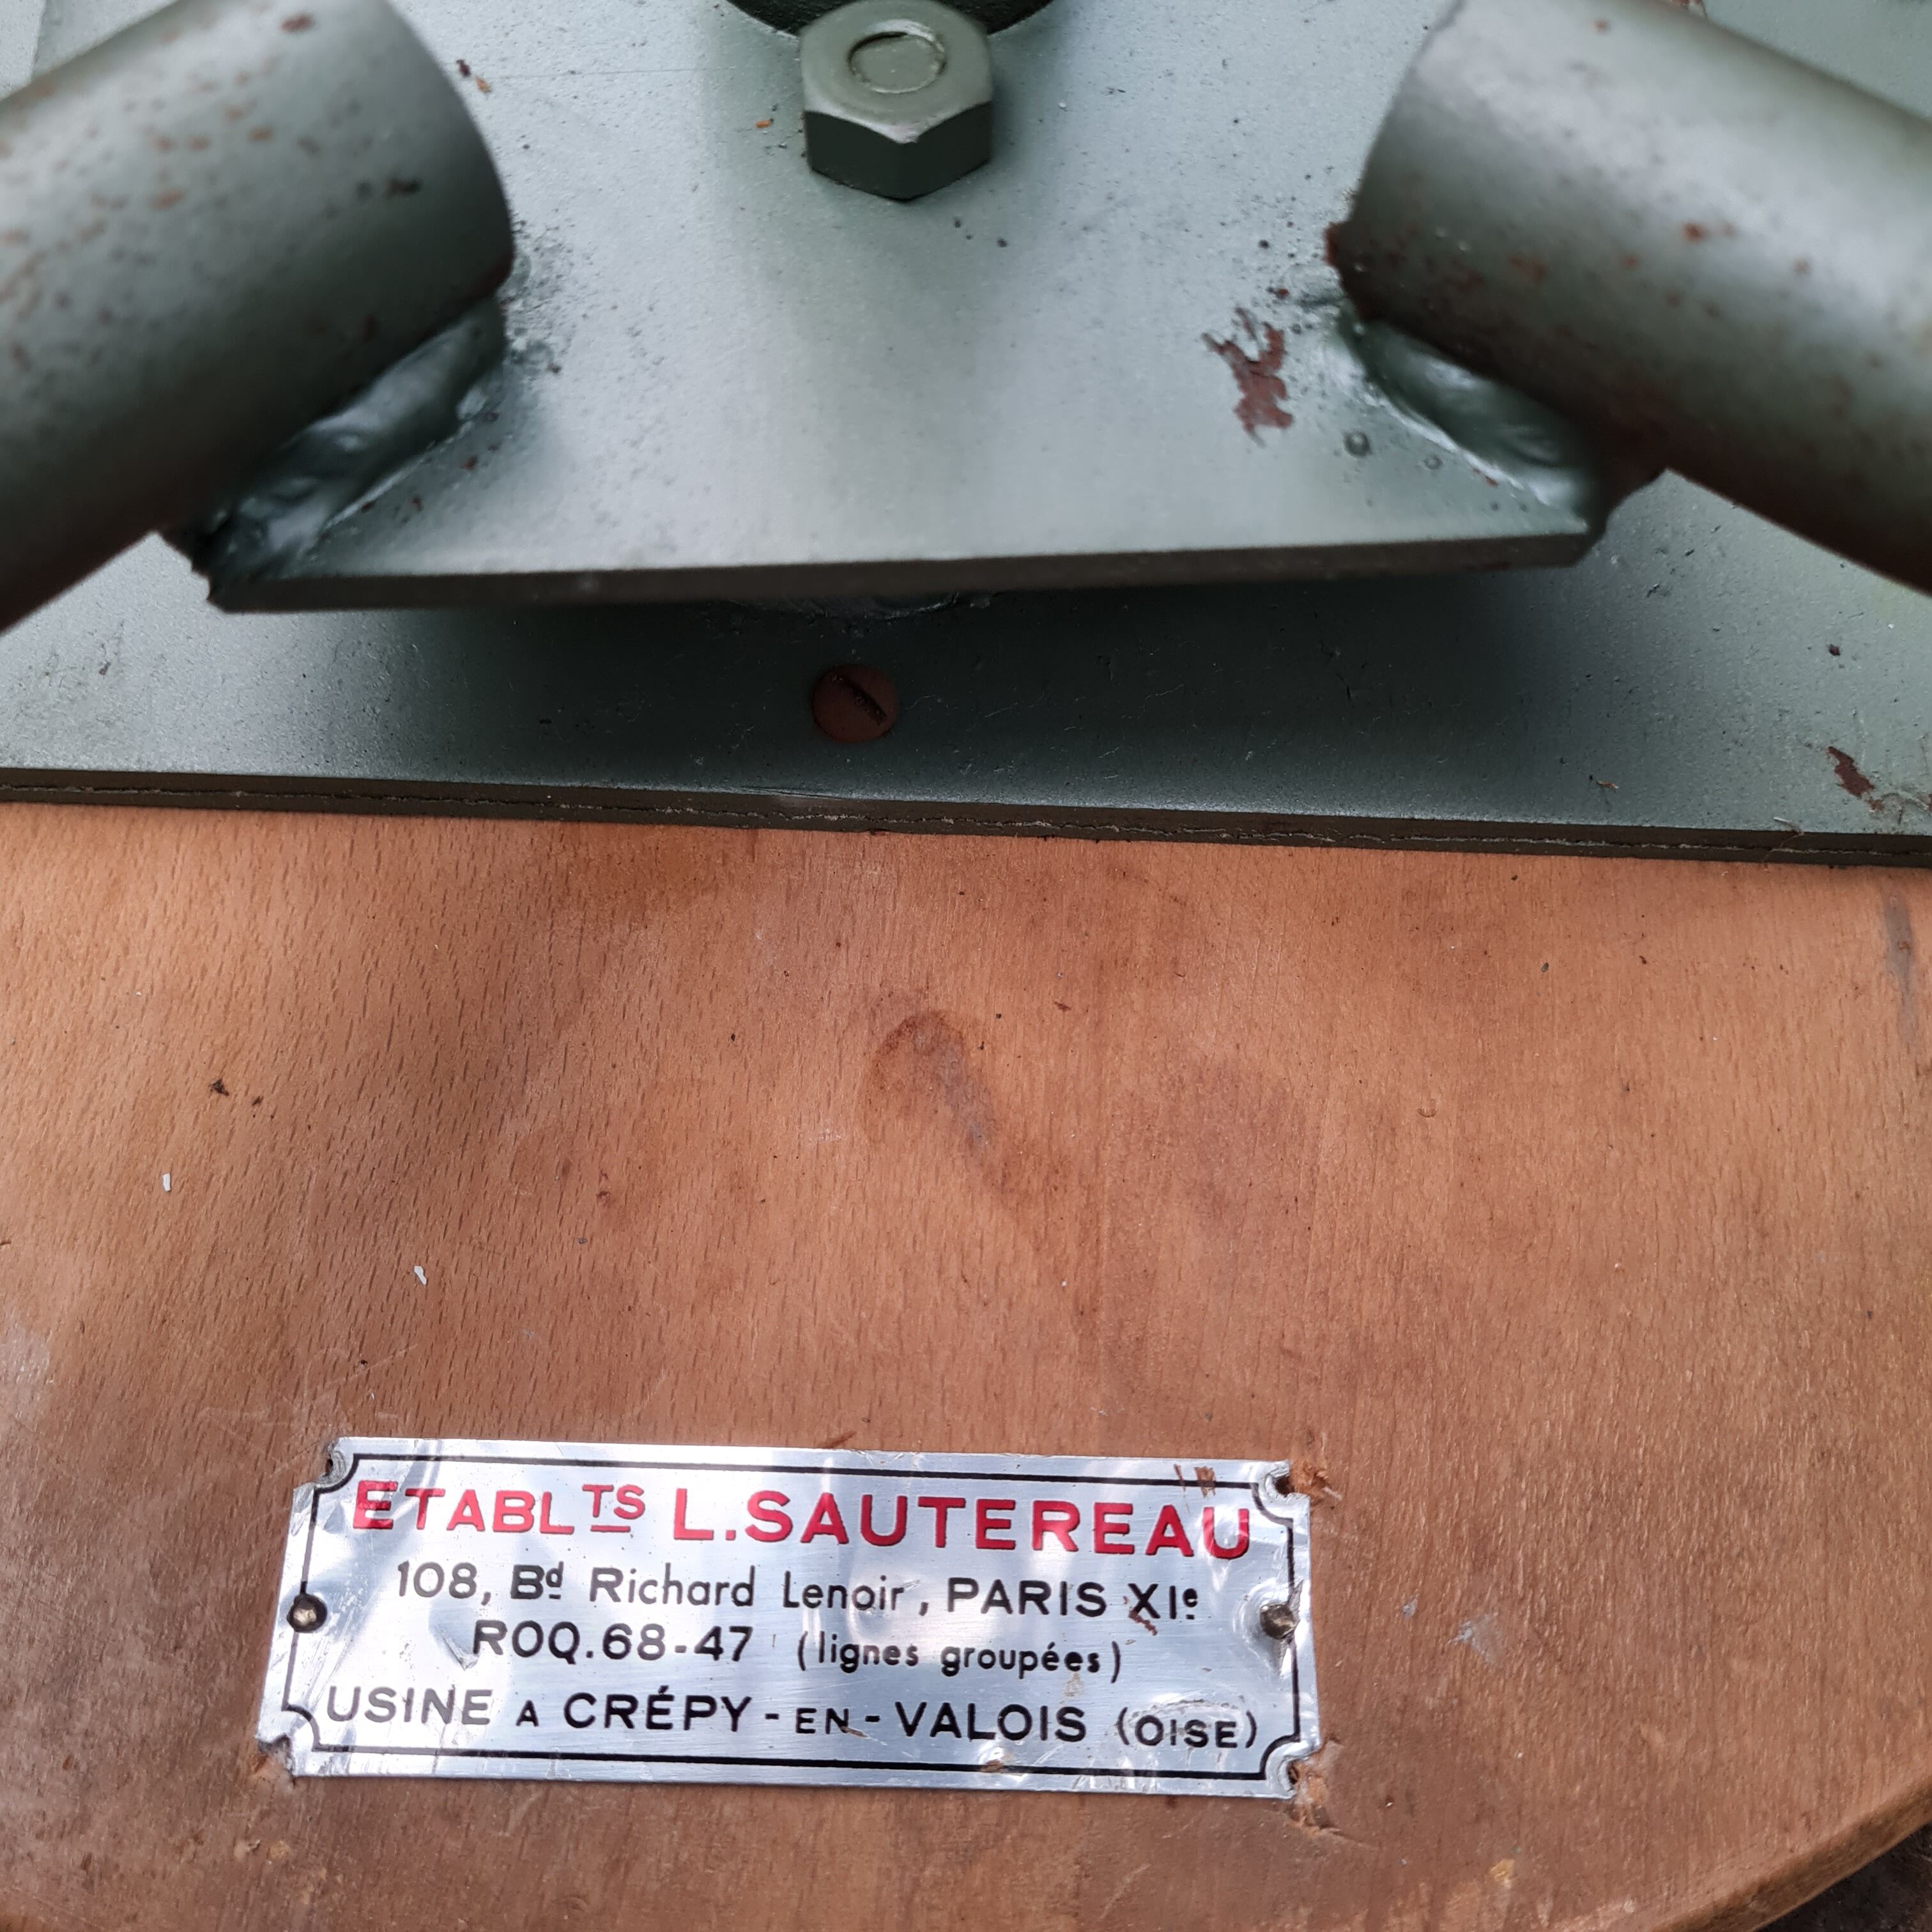 ETABLTS L.SAUTEREAU
108, Bd Richard Lenoir, PARIS XIe
ROQ.68-47 (lignes groupées)
USINE A CRÉPY-EN-VALOIS (OISE)